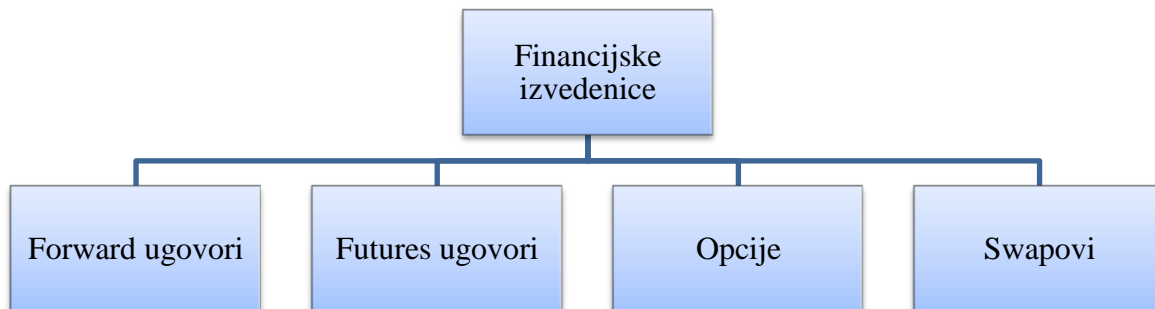 Financijske
izvedenice
Forward ugovori
Futures ugovori
Opcije
Swapovi